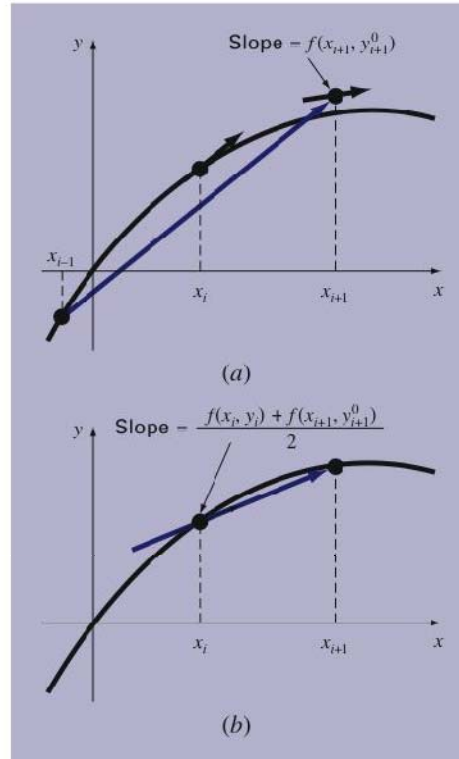 y
Slope = f(x_{i+1}, y^0_{i+1})
x_{i-1}
x_i x_{i+1} x
(a)
y
Slope = \frac{f(x_i, y_i) + f(x_{i+1}, y^0_{i+1})}{2}
x_i x_{i+1} x
(b)